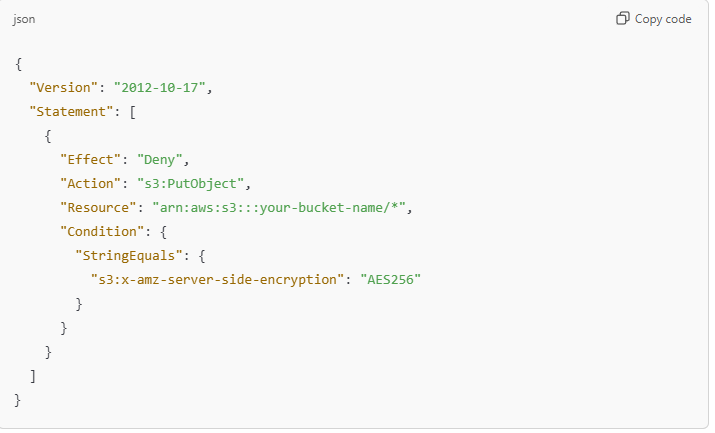 json
Copy code
{
"Version": "2012-10-17",
"Statement": [
{
"Effect": "Deny",
"Action": "s3:PutObject",
"Resource": "arn:aws:s3:::your-bucket-name/*",
"Condition": {
"StringEquals": {
"s3:x-amz-server-side-encryption": "AES256"
}
}
}
]
}